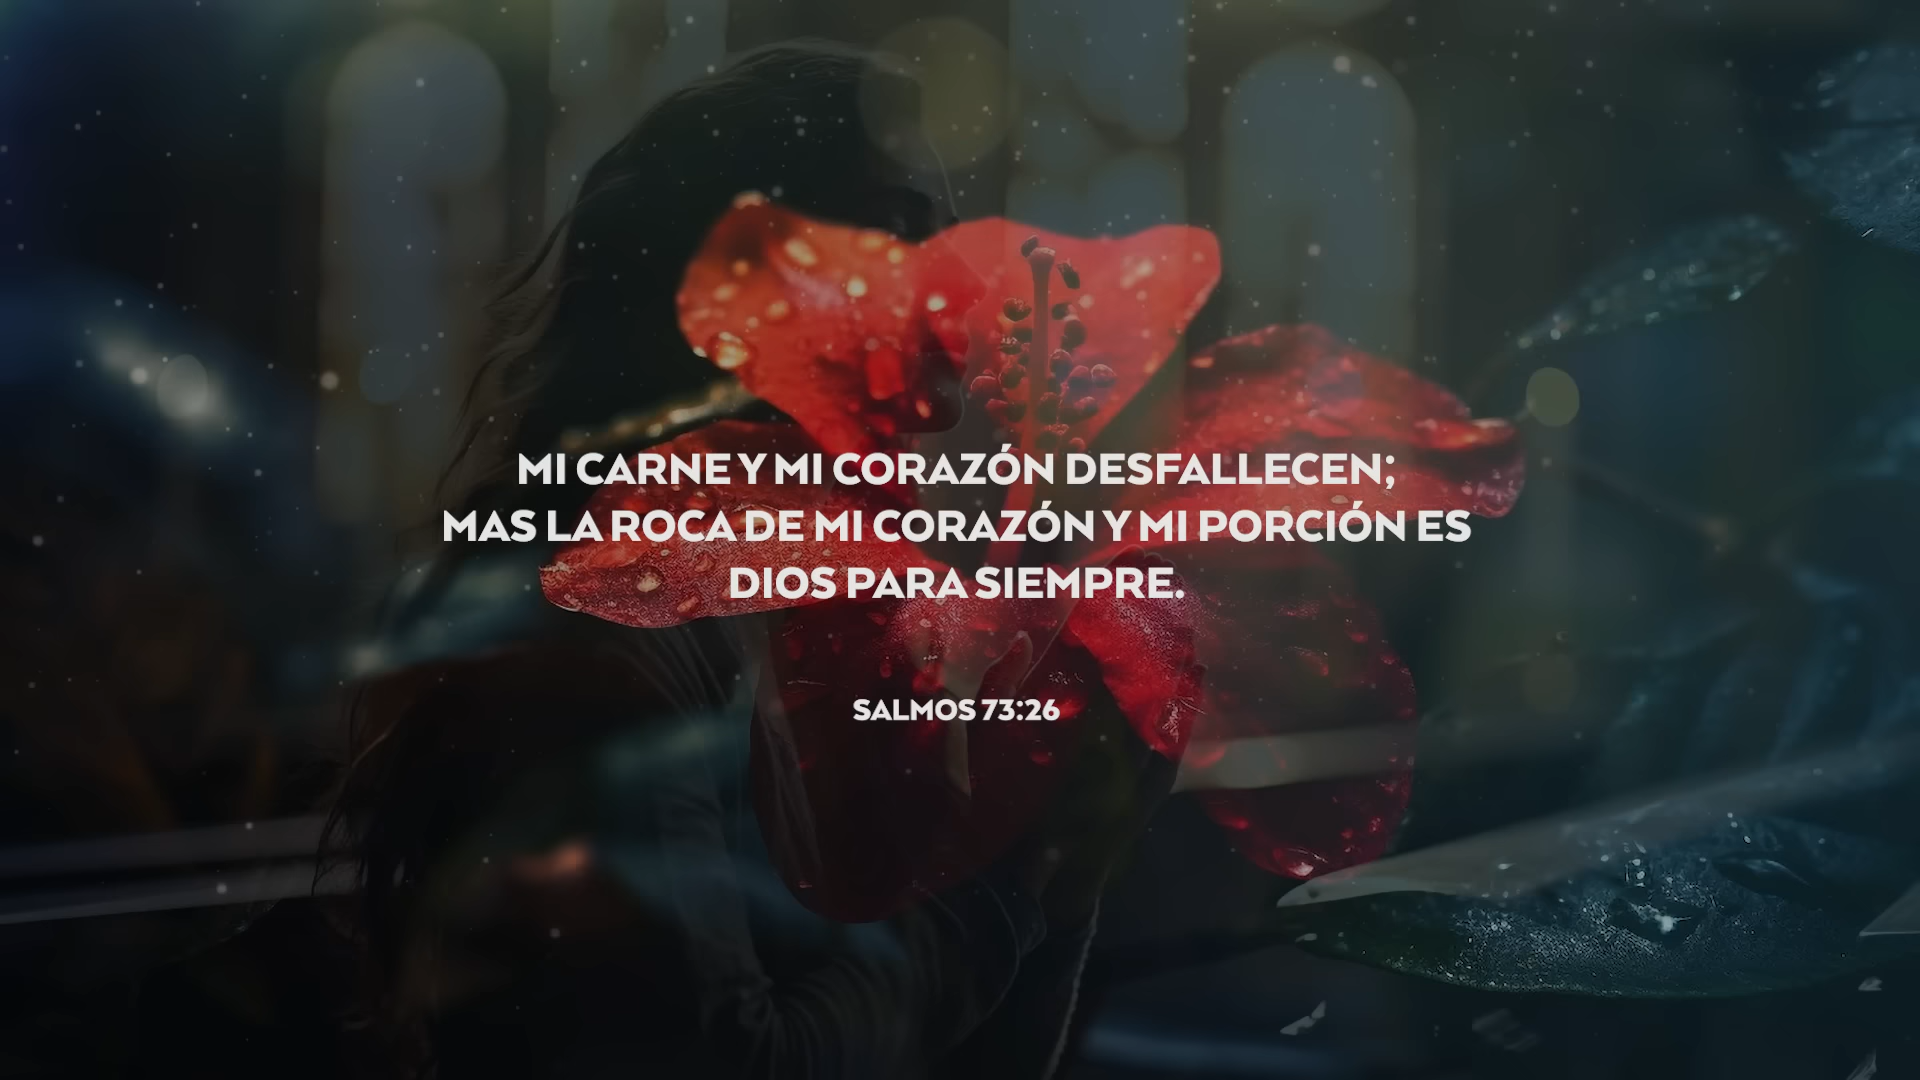 MI CARNE Y MI CORAZÓN DESFALLECEN;
MAS LA ROCA DE MI CORAZÓN Y MI PORCIÓN ES
DIOS PARA SIEMPRE.
SALMOS 73:26